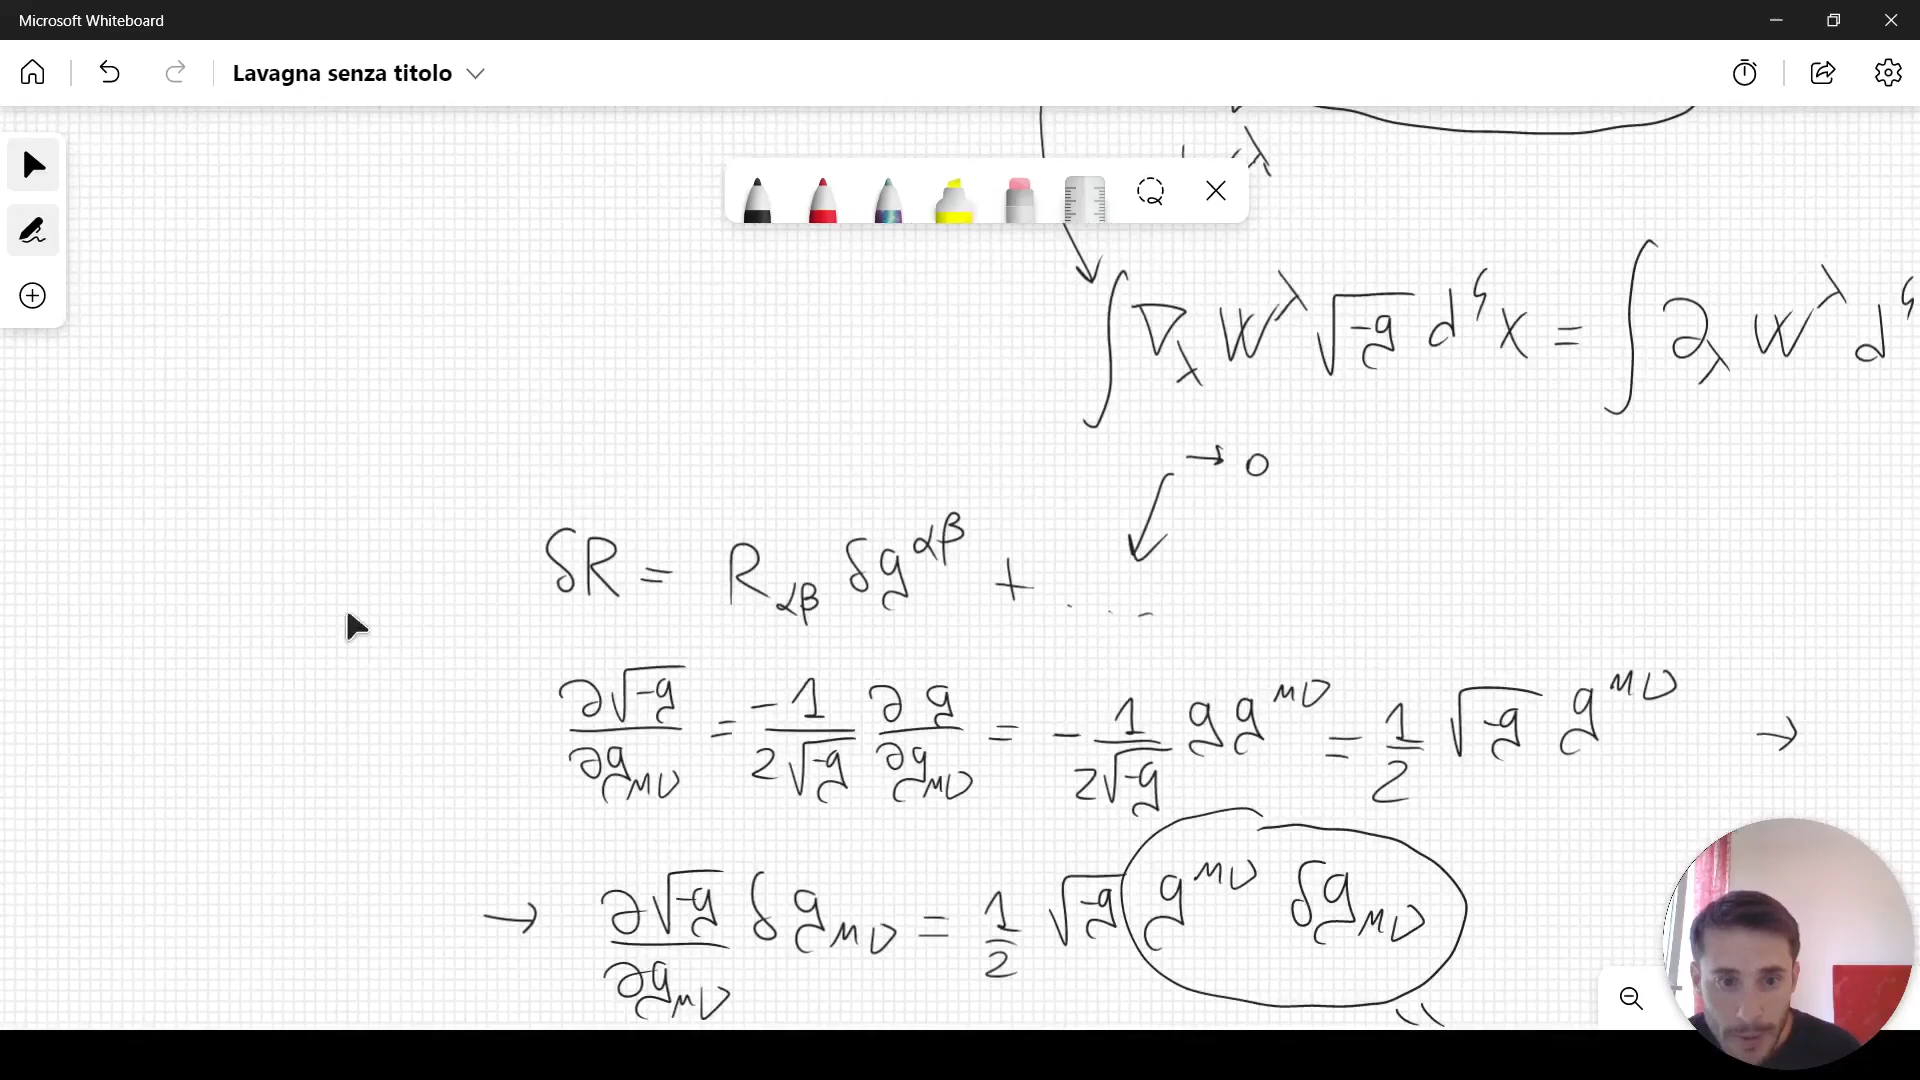 Microsoft Whiteboard
Lavagna senza titolo
∫ ∇_λ W^λ √-g d⁴x = ∫ ∂_λ W^λ d⁴
→ 0
δR = R_αβ δg^αβ + ...
∂√-g / ∂g_μν = -1 / 2√-g ∂g / ∂g_μν = - 1 / 2√-g g g^μν = 1/2 √-g g^μν →
→ ∂√-g / ∂g_μν δg_μν = 1/2 √-g g^μν δg_μν